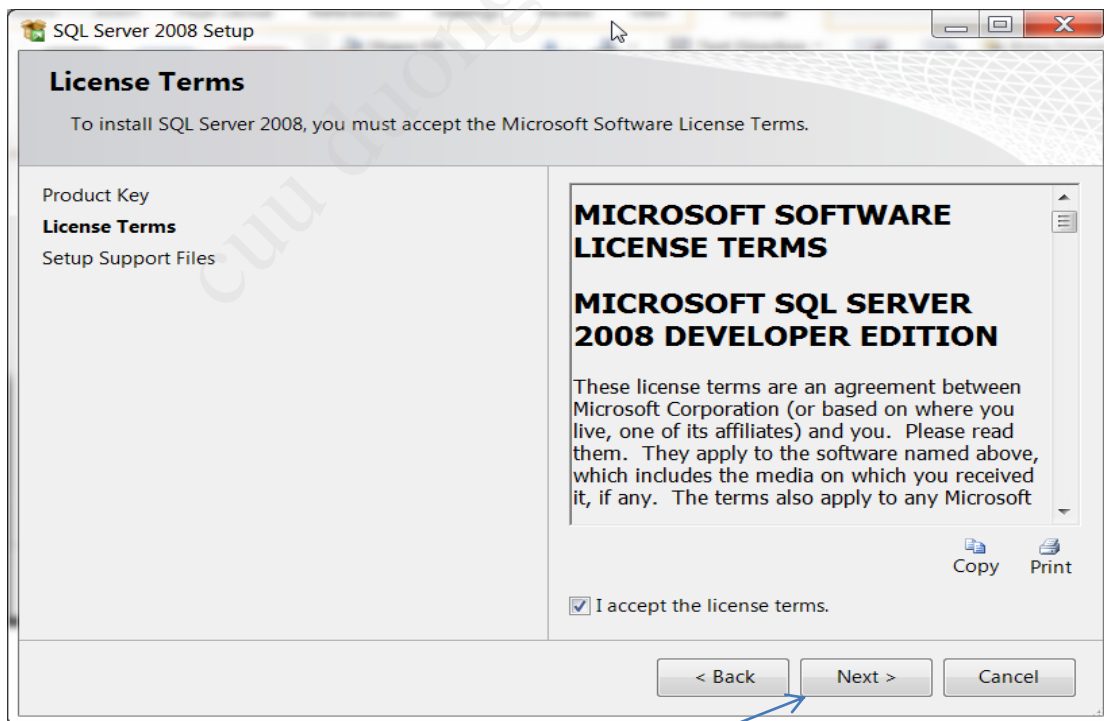 SQL Server 2008 Setup
License Terms
To install SQL Server 2008, you must accept the Microsoft Software License Terms.
Product Key
License Terms
Setup Support Files
MICROSOFT SOFTWARE
LICENSE TERMS
MICROSOFT SQL SERVER
2008 DEVELOPER EDITION
These license terms are an agreement between
Microsoft Corporation (or based on where you
live, one of its affiliates) and you.  Please read
them.  They apply to the software named above,
which includes the media on which you received
it, if any.  The terms also apply to any Microsoft
Copy Print
I accept the license terms.
< Back Next > Cancel
cuu duong